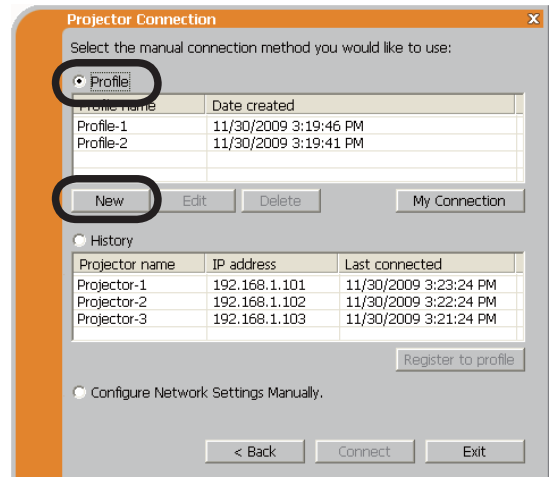 Projector Connection X
Select the manual connection method you would like to use:
Profile
Profile name Date created
Profile-1 11/30/2009 3:19:46 PM
Profile-2 11/30/2009 3:19:41 PM
New Edit Delete My Connection
History
Projector name IP address Last connected
Projector-1 192.168.1.101 11/30/2009 3:23:24 PM
Projector-2 192.168.1.102 11/30/2009 3:22:24 PM
Projector-3 192.168.1.103 11/30/2009 3:21:24 PM
Register to profile
Configure Network Settings Manually.
< Back Connect Exit